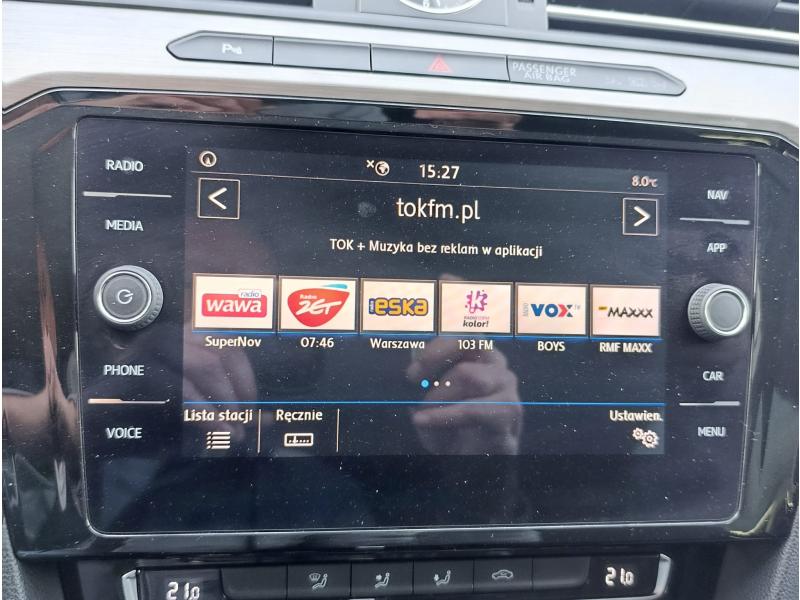 PASSENGER
AIR BAG
RADIO
MEDIA
PHONE
VOICE
NAV
APP
CAR
MENU
15:27
8.0°C
<
tokfm.pl
>
TOK + Muzyka bez reklam w aplikacji
radio
wawa
Radio
ZET
eska
kolor!
VOX FM
MAXXX
SuperNov
07:46
Warszawa
103 FM
BOYS
RMF MAXX
Lista stacji
Ręcznie
Ustawien.
21.0
21.0